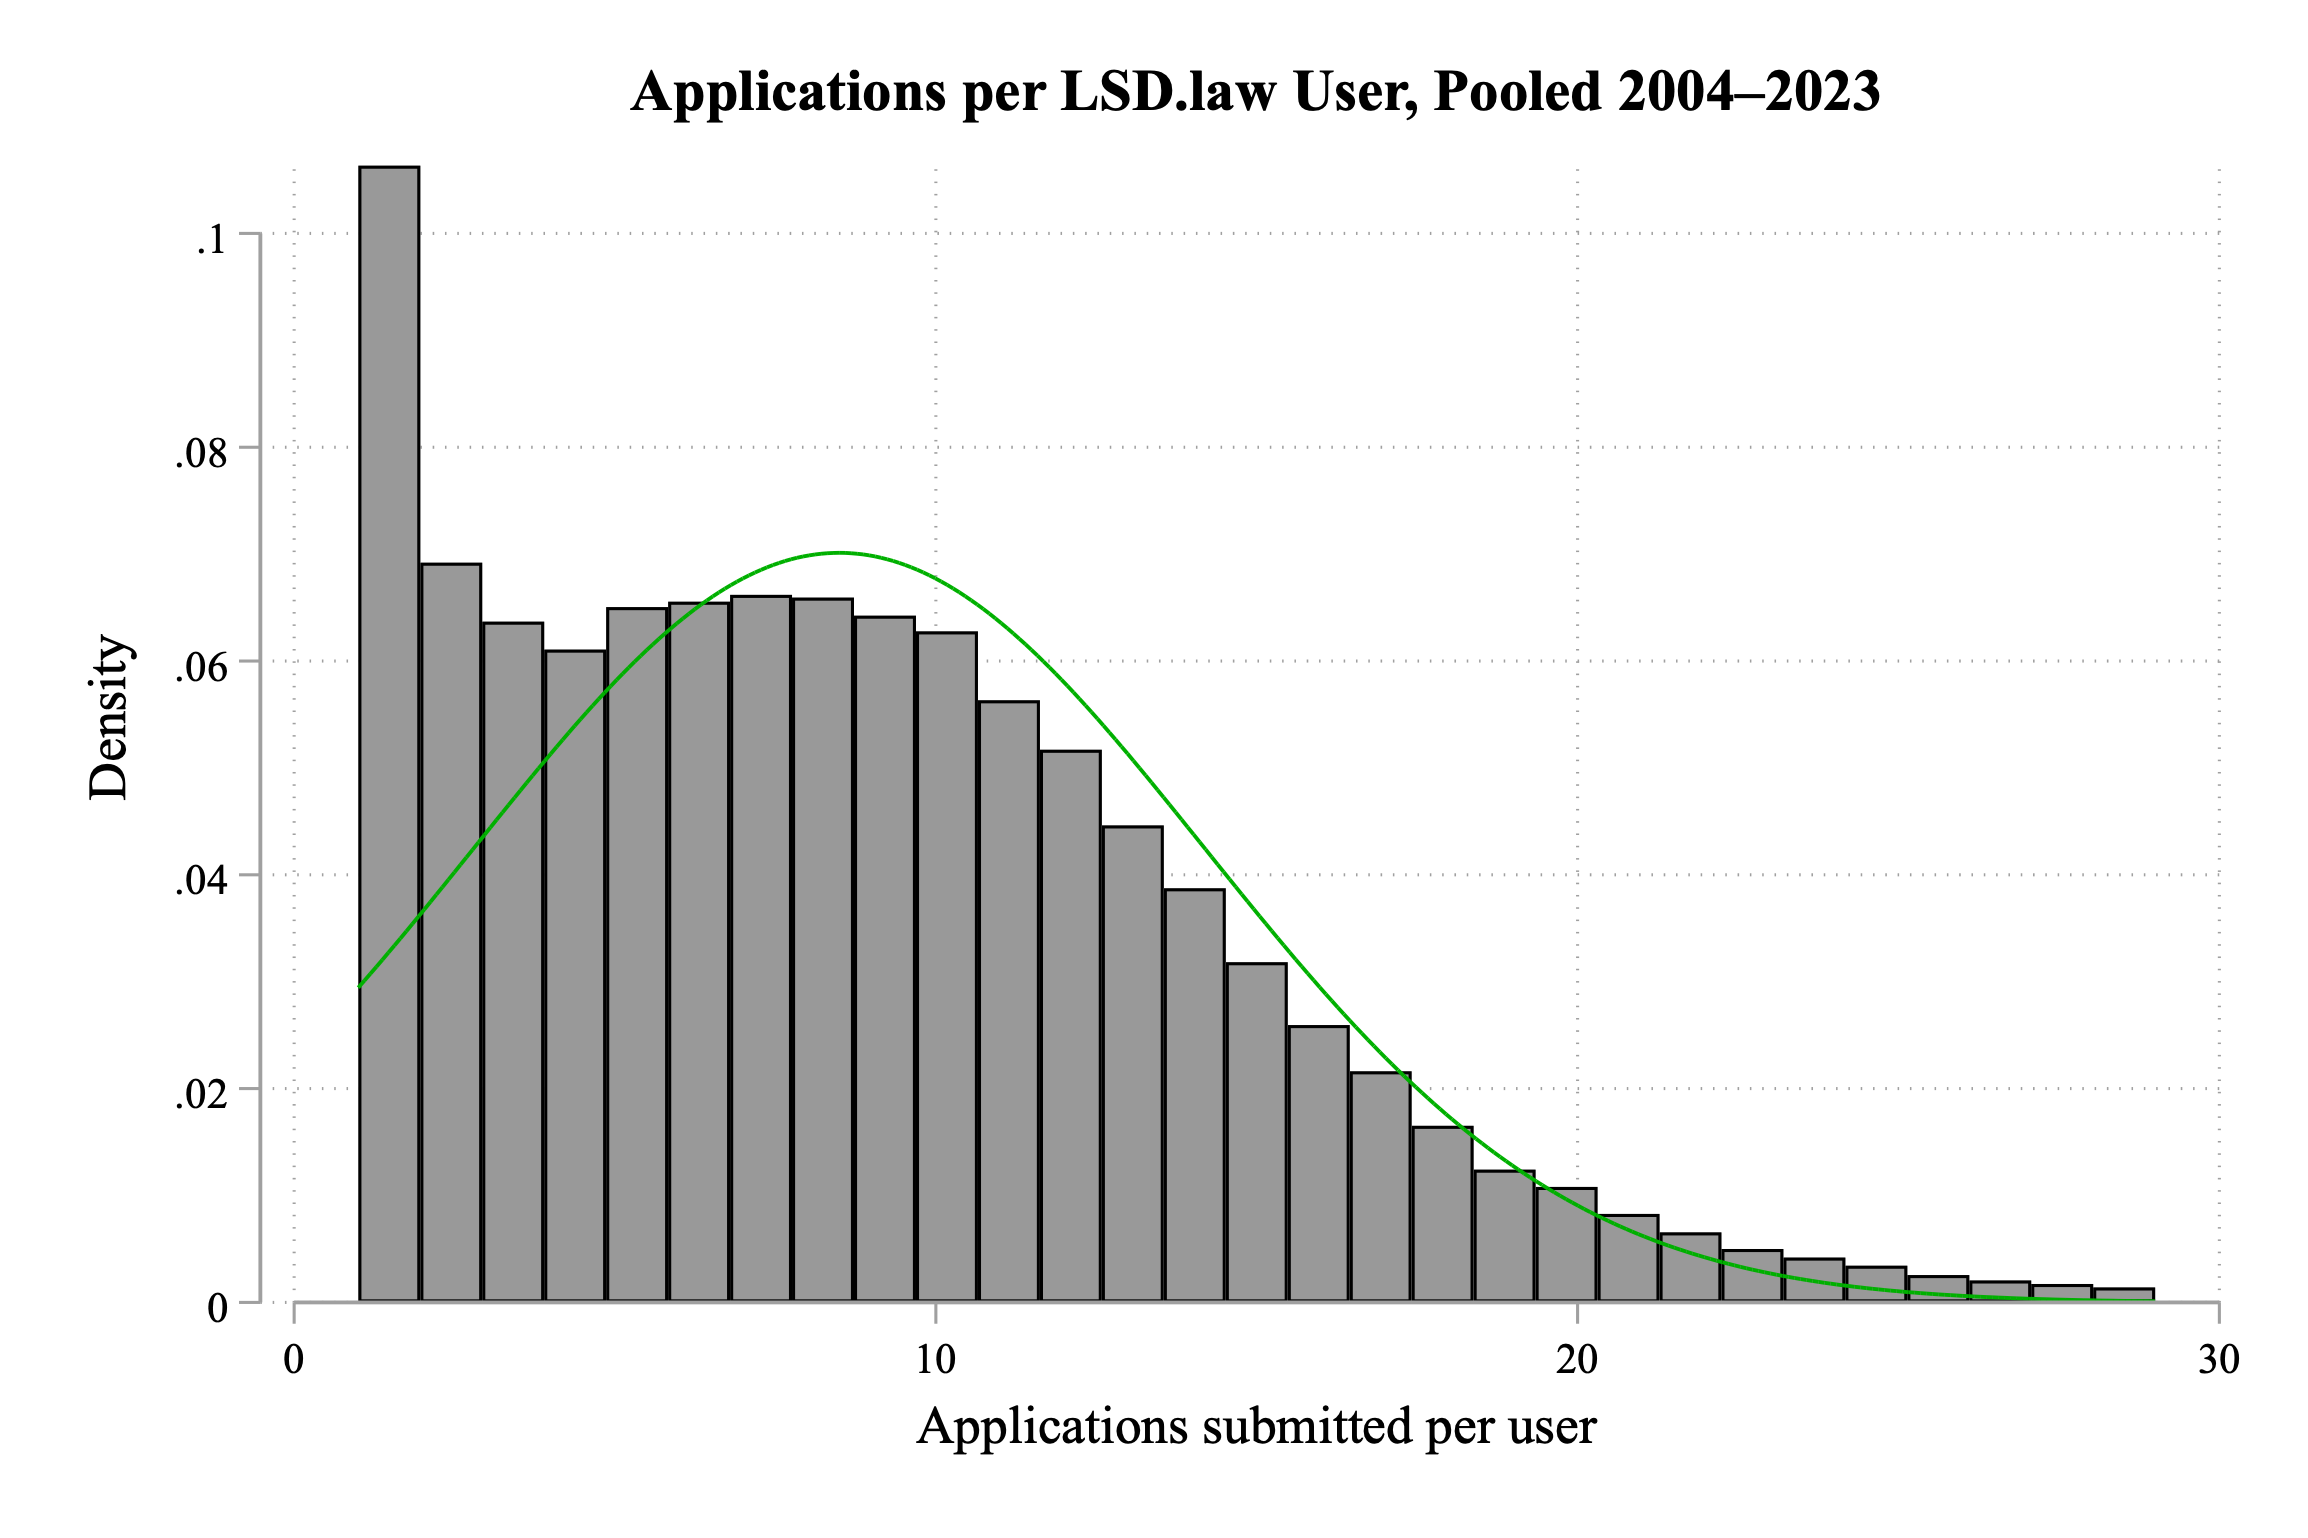 Applications per LSD.law User, Pooled 2004–2023
Density
.1
.08
.06
.04
.02
0
0 10 20 30
Applications submitted per user